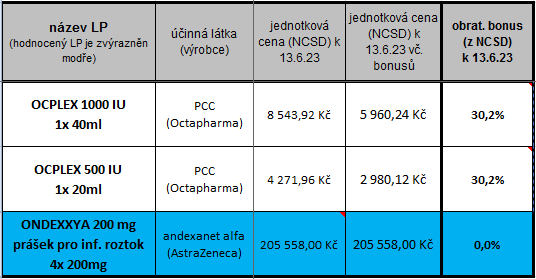 název LP
(hodnocený LP je zvýrazněn
modře)
účinná látka
(výrobce)
jednotková
cena (NCSD) k
13.6.23
jednotková cena
(NCSD) k
13.6.23 vč.
bonusů
obrat. bonus
(z NCSD)
k 13.6.23
OCPLEX 1000 IU
1x 40ml
PCC
(Octapharma)
8 543,92 Kč
5 960,24 Kč
30,2%
OCPLEX 500 IU
1x 20ml
PCC
(Octapharma)
4 271,96 Kč
2 980,12 Kč
30,2%
ONDEXXYA 200 mg
prášek pro inf. roztok
4x 200mg
andexanet alfa
(AstraZeneca)
205 558,00 Kč
205 558,00 Kč
0,0%